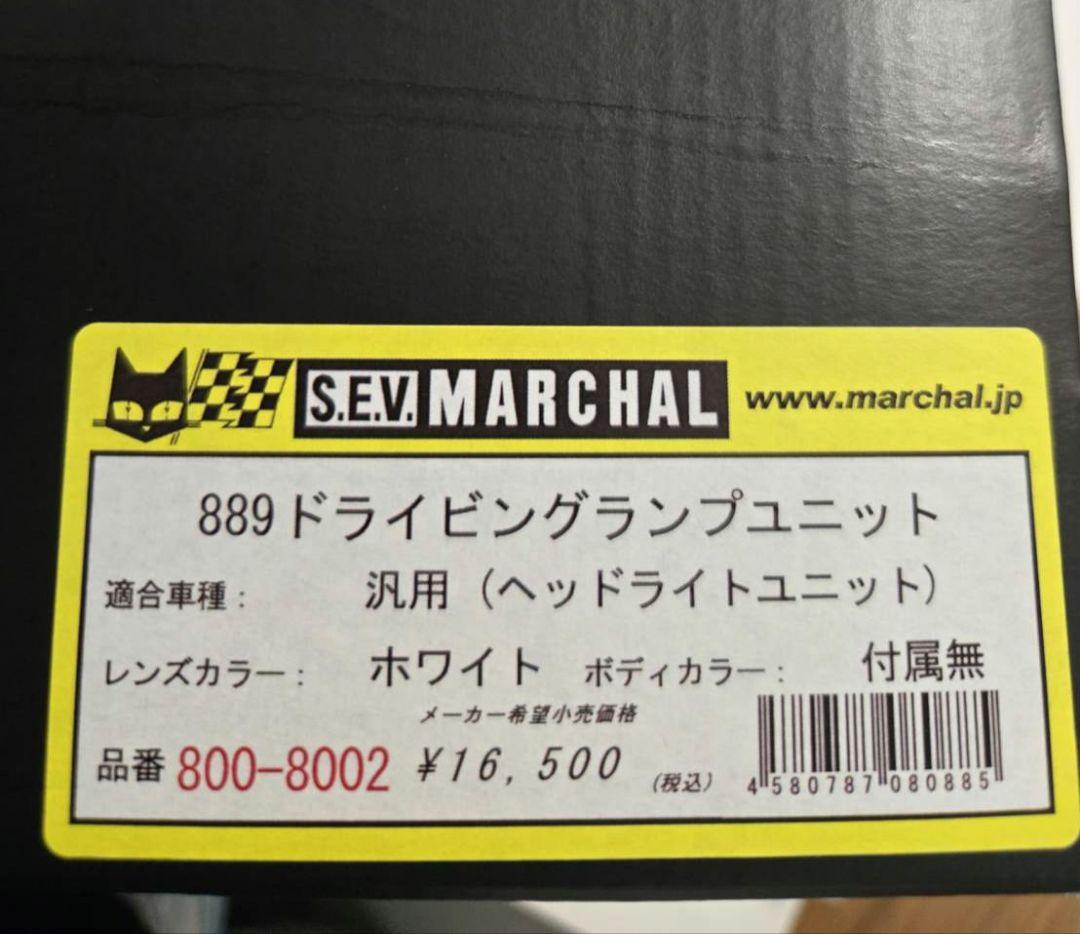 S.E.V. MARCHAL www.marchal.jp
889ドライビングランプユニット
適合車種： 汎用（ヘッドライトユニット）
レンズカラー： ホワイト ボディカラー： 付属無
メーカー希望小売価格
品番 800-8002 ¥16,500 (税込)
4580787080885